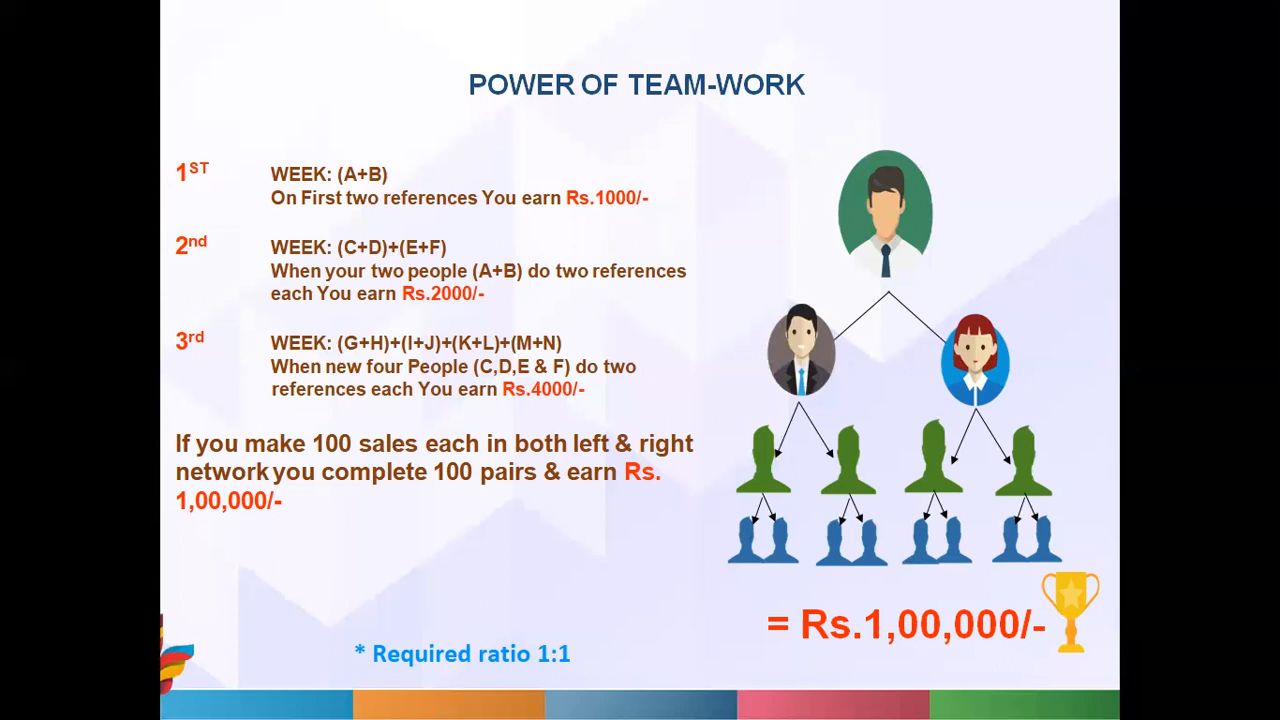 POWER OF TEAM-WORK
1ST WEEK: (A+B)
On First two references You earn Rs.1000/-
2nd WEEK: (C+D)+(E+F)
When your two people (A+B) do two references
each You earn Rs.2000/-
3rd WEEK: (G+H)+(I+J)+(K+L)+(M+N)
When new four People (C,D,E & F) do two
references each You earn Rs.4000/-
If you make 100 sales each in both left & right
network you complete 100 pairs & earn Rs.
1,00,000/-
= Rs.1,00,000/-
* Required ratio 1:1